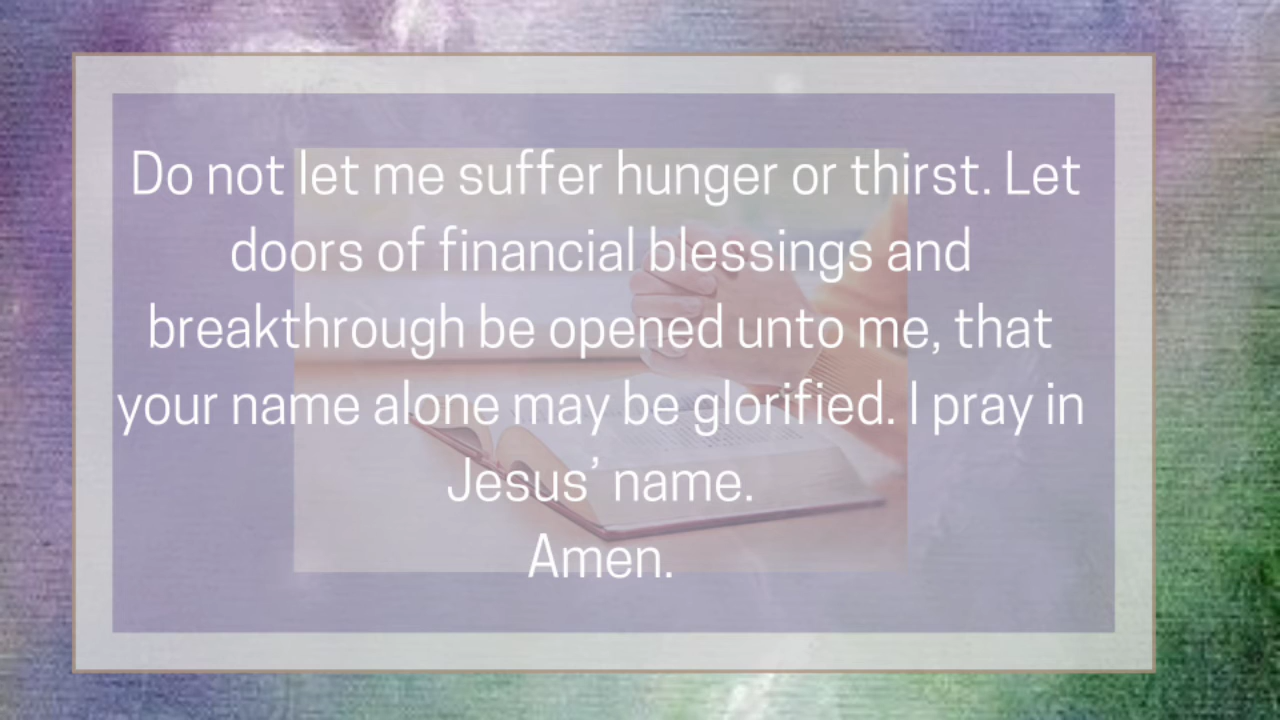 Do not let me suffer hunger or thirst. Let
doors of financial blessings and
breakthrough be opened unto me, that
your name alone may be glorified. I pray in
Jesus’ name.
Amen.